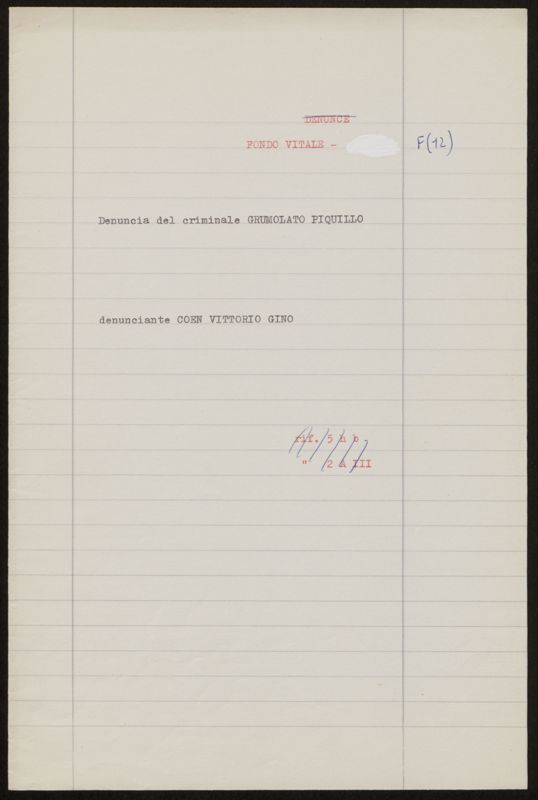 DENUNCE
FONDO VITALE - F(12)
Denuncia del criminale GRUMOLATO PIQUILLO
denunciante COEN VITTORIO GINO
rif. 5 h b
" 2 A III